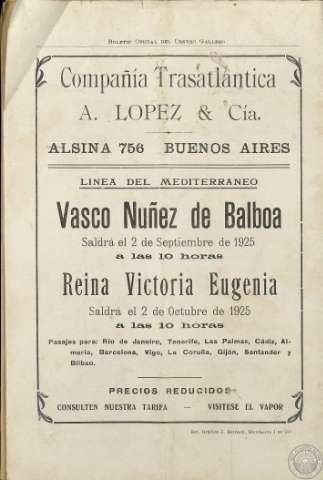 Boletin Oficial del Centro Gallego
Compañía Trasatlántica
A. LOPEZ & Cía.
ALSINA 756 BUENOS AIRES
LINEA DEL MEDITERRANEO
Vasco Nuñez de Balboa
Saldrá el 2 de Septiembre de 1925
a las 10 horas
Reina Victoria Eugenia
Saldrá el 2 de Octubre de 1925
a las 10 horas
Pasajes para: Río de Janeiro, Tenerife, Las Palmas, Cádiz, Al-
mería, Barcelona, Vigo, La Coruña, Gijón, Santander y
Bilbao.
PRECIOS REDUCIDOS
CONSULTEN NUESTRA TARIFA — VISITESE EL VAPOR